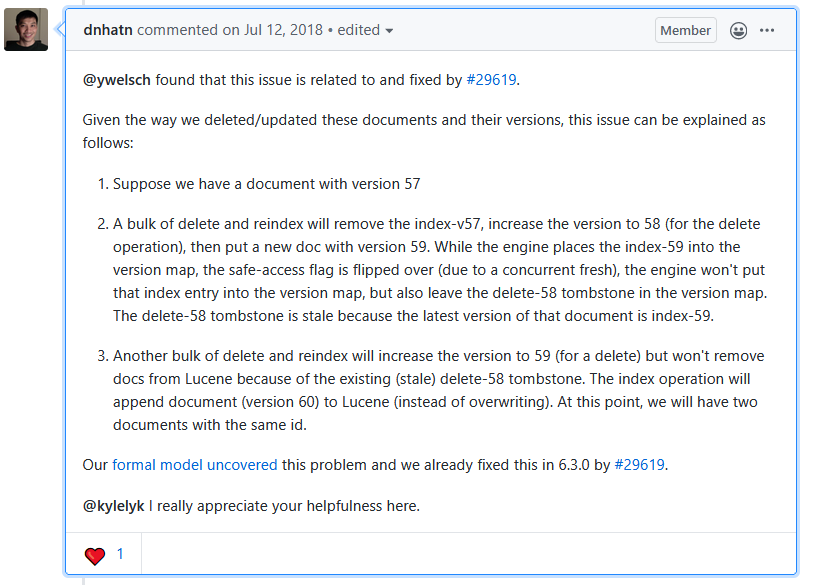 dnhatn commented on Jul 12, 2018 • edited
Member
@ywelsch found that this issue is related to and fixed by #29619.
Given the way we deleted/updated these documents and their versions, this issue can be explained as
follows:
1. Suppose we have a document with version 57
2. A bulk of delete and reindex will remove the index-v57, increase the version to 58 (for the delete
operation), then put a new doc with version 59. While the engine places the index-59 into the
version map, the safe-access flag is flipped over (due to a concurrent fresh), the engine won't put
that index entry into the version map, but also leave the delete-58 tombstone in the version map.
The delete-58 tombstone is stale because the latest version of that document is index-59.
3. Another bulk of delete and reindex will increase the version to 59 (for a delete) but won't remove
docs from Lucene because of the existing (stale) delete-58 tombstone. The index operation will
append document (version 60) to Lucene (instead of overwriting). At this point, we will have two
documents with the same id.
Our formal model uncovered this problem and we already fixed this in 6.3.0 by #29619.
@kylelyk I really appreciate your helpfulness here.
1